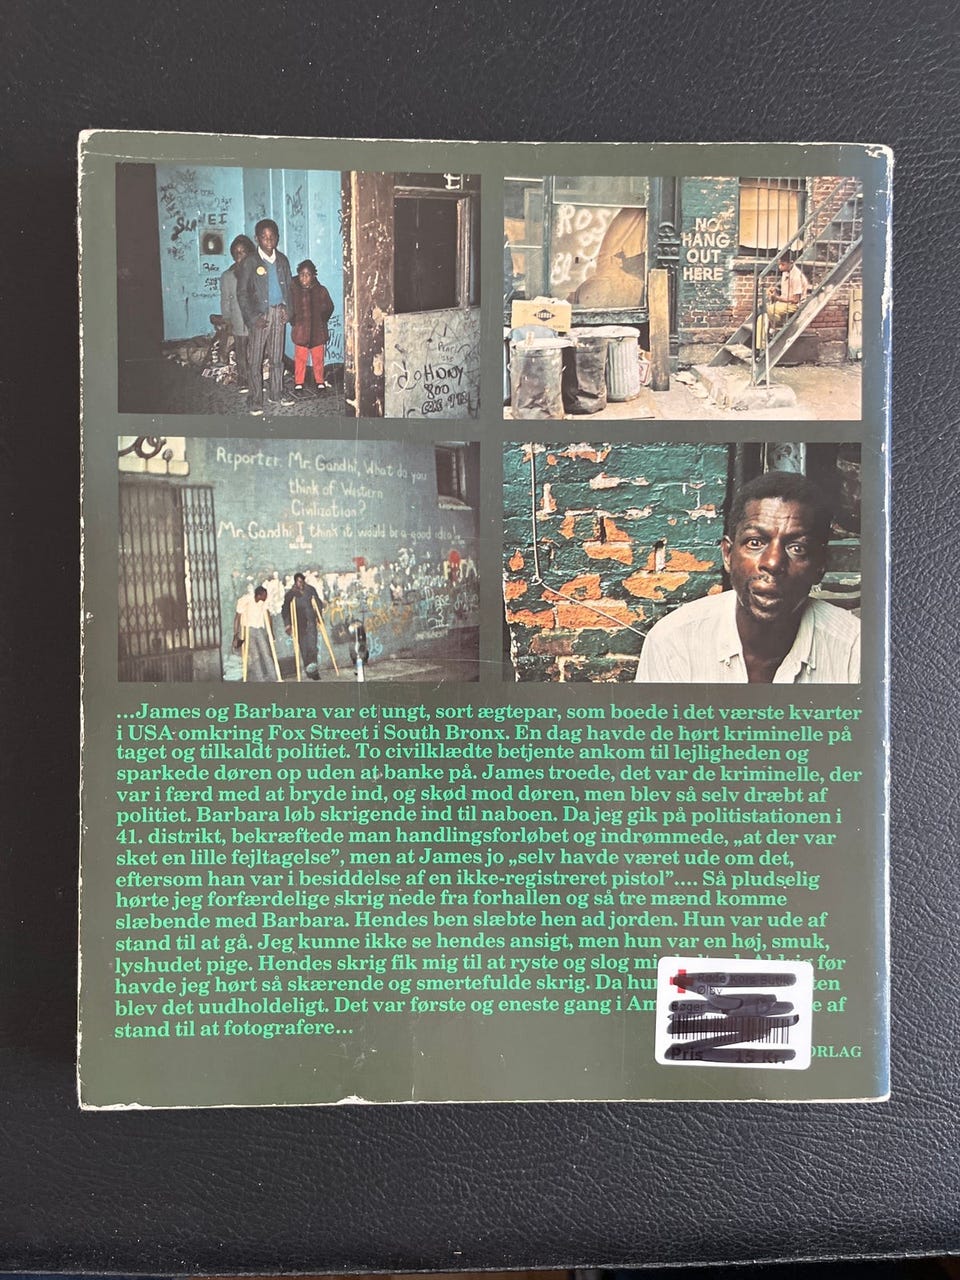 NO
HANG
OUT
HERE
JOHNNY
800
Reporter: Mr. Gandhi, What do you
think of Western
Civilization?
Mr. Gandhi: I think it would be a good idea!
...James og Barbara var et ungt, sort ægtepar, som boede i det værste kvarter
i USA omkring Fox Street i South Bronx. En dag havde de hørt kriminelle på
taget og tilkaldt politiet. To civilklædte betjente ankom til lejligheden og
sparkede døren op uden at banke på. James troede, det var de kriminelle, der
var i færd med at bryde ind, og skød mod døren, men blev så selv dræbt af
politiet. Barbara løb skrigende ind til naboen. Da jeg gik på politistationen i
41. distrikt, bekræftede man handlingsforløbet og indrømmede, „at der var
sket en lille fejltagelse”, men at James jo „selv havde været ude om det,
eftersom han var i besiddelse af en ikke-registreret pistol”.... Så pludselig
hørte jeg forfærdelige skrig nede fra forhallen og så tre mænd komme
slæbende med Barbara. Hendes ben slæbte hen ad jorden. Hun var ude af
stand til at gå. Jeg kunne ikke se hendes ansigt, men hun var en høj, smuk,
lyshudet pige. Hendes skrig fik mig til at ryste og slog før
havde jeg hørt så skærende og smertefulde skrig. Da
blev det uudholdeligt. Det var første og eneste gang i af
stand til at fotografere...
Røde Kors Butik
Ølby
Bøger
Pris 15 Kr.